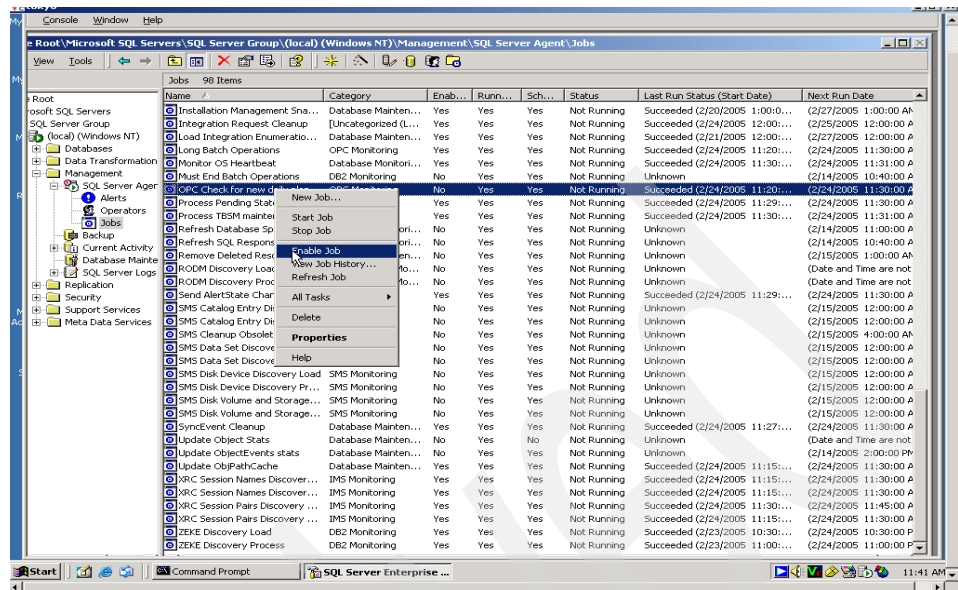 tokyo
Console Window Help
e Root\Microsoft SQL Servers\SQL Server Group\(local) (Windows NT)\Management\SQL Server Agent\Jobs
View Tools
Jobs 98 Items
Name Category Enab... Runn... Sch... Status Last Run Status (Start Date) Next Run Date
Installation Management Sna... Database Mainten... Yes Yes Yes Not Running Succeeded (2/20/2005 1:00:0... (2/27/2005 1:00:00 AM
Integration Request Cleanup [Uncategorized (L... Yes Yes Yes Not Running Succeeded (2/24/2005 12:00:... (2/25/2005 12:00:00 A
Load Integration Enumeratio... Database Mainten... Yes Yes Yes Not Running Succeeded (2/21/2005 12:00:... (2/27/2005 12:00:00 A
Long Batch Operations OPC Monitoring Yes Yes Yes Not Running Succeeded (2/24/2005 11:20:... (2/24/2005 11:30:00 A
Monitor OS Heartbeat Database Monitori... Yes Yes Yes Not Running Succeeded (2/24/2005 11:30:... (2/24/2005 11:31:00 A
Must End Batch Operations DB2 Monitoring No Yes Yes Not Running Unknown (2/14/2005 10:40:00 A
OPC Check for new OPC Monitoring No Yes Yes Not Running Succeeded (2/24/2005 11:20:... (2/24/2005 11:30:00 A
Process Pending State Yes Yes Yes Not Running Succeeded (2/24/2005 11:29:... (2/24/2005 11:30:00 A
Process TBSM mainte Yes Yes Yes Not Running Succeeded (2/24/2005 11:30:... (2/24/2005 11:31:00 A
Refresh Database Sp ori... No Yes Yes Not Running Unknown (2/14/2005 11:00:00 A
Refresh SQL Respons ori... No Yes Yes Not Running Unknown (2/14/2005 10:40:00 A
Remove Deleted Reso en... No Yes Yes Not Running Unknown (2/15/2005 1:00:00 AM
RODM Discovery Load Mo... No Yes Yes Not Running Unknown (Date and Time are not
RODM Discovery Proc Mo... No Yes Yes Not Running Unknown (Date and Time are not
Send AlertState Char Yes Yes Yes Not Running Succeeded (2/24/2005 11:29:... (2/24/2005 11:30:00 A
SMS Catalog Entry Di No Yes Yes Not Running Unknown (2/15/2005 12:00:00 A
SMS Catalog Entry Di No Yes Yes Not Running Unknown (2/15/2005 12:00:00 A
SMS Cleanup Obsolet No Yes Yes Not Running Unknown (2/15/2005 4:00:00 AM
SMS Data Set Discove No Yes Yes Not Running Unknown (2/15/2005 12:00:00 A
SMS Data Set Discove No Yes Yes Not Running Unknown (2/15/2005 12:00:00 A
SMS Disk Device Discovery Load SMS Monitoring No Yes Yes Not Running Unknown (2/15/2005 12:00:00 A
SMS Disk Device Discovery Pr... SMS Monitoring No Yes Yes Not Running Unknown (2/15/2005 12:00:00 A
SMS Disk Volume and Storage... SMS Monitoring No Yes Yes Not Running Unknown (2/15/2005 12:00:00 A
SMS Disk Volume and Storage... SMS Monitoring No Yes Yes Not Running Unknown (2/15/2005 12:00:00 A
SyncEvent Cleanup Database Mainten... Yes Yes Yes Not Running Succeeded (2/24/2005 11:27:... (2/24/2005 11:30:00 A
Update Object Stats Database Mainten... No Yes No Not Running Unknown (Date and Time are not
Update ObjectEvents stats Database Mainten... No Yes Yes Not Running Unknown (2/14/2005 2:00:00 PM
Update ObjPathCache Database Mainten... Yes Yes Yes Not Running Succeeded (2/24/2005 11:15:... (2/24/2005 11:30:00 A
XRC Session Names Discover... IMS Monitoring Yes Yes Yes Not Running Succeeded (2/24/2005 11:15:... (2/24/2005 11:30:00 A
XRC Session Names Discover... IMS Monitoring Yes Yes Yes Not Running Succeeded (2/24/2005 11:15:... (2/24/2005 11:30:00 A
XRC Session Pairs Discovery ... IMS Monitoring Yes Yes Yes Not Running Succeeded (2/24/2005 11:30:... (2/24/2005 11:45:00 A
XRC Session Pairs Discovery ... IMS Monitoring Yes Yes Yes Not Running Succeeded (2/24/2005 11:15:... (2/24/2005 11:30:00 A
ZEKE Discovery Load DB2 Monitoring Yes Yes Yes Not Running Succeeded (2/23/2005 10:30:... (2/24/2005 10:30:00 P
ZEKE Discovery Process DB2 Monitoring Yes Yes Yes Not Running Succeeded (2/23/2005 11:00:... (2/24/2005 11:00:00 P
Root
rosoft SQL Servers
SQL Server Group
(local) (Windows NT)
Databases
Data Transformation
Management
SQL Server Ager
Alerts
Operators
Jobs
Backup
Current Activity
Database Mainte
SQL Server Logs
Replication
Security
Support Services
Meta Data Services
New Job...
Start Job
Stop Job
Enable Job
View Job History...
Refresh Job
All Tasks
Delete
Properties
Help
Start Command Prompt SQL Server Enterprise ... 11:41 AM